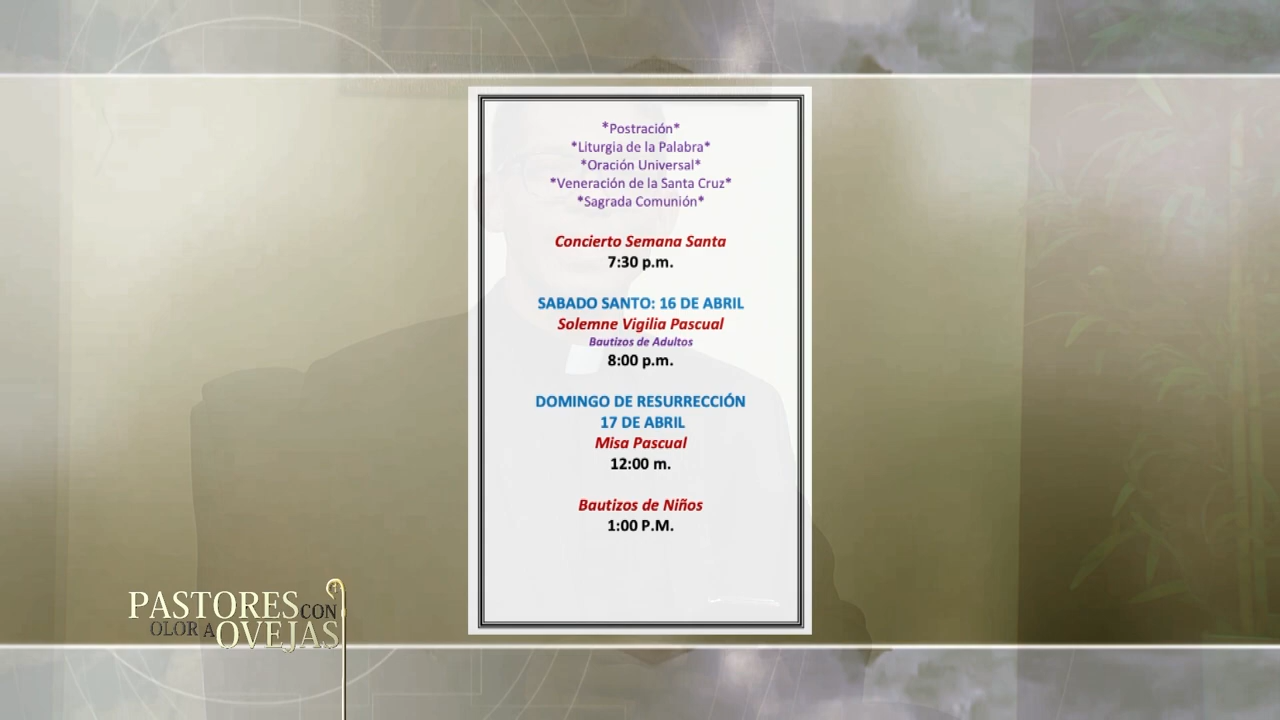 *Postración*
*Liturgia de la Palabra*
*Oración Universal*
*Veneración de la Santa Cruz*
*Sagrada Comunión*
Concierto Semana Santa
7:30 p.m.
SABADO SANTO: 16 DE ABRIL
Solemne Vigilia Pascual
Bautizos de Adultos
8:00 p.m.
DOMINGO DE RESURRECCIÓN
17 DE ABRIL
Misa Pascual
12:00 m.
Bautizos de Niños
1:00 P.M.
PASTORES CON
OLOR A OVEJAS